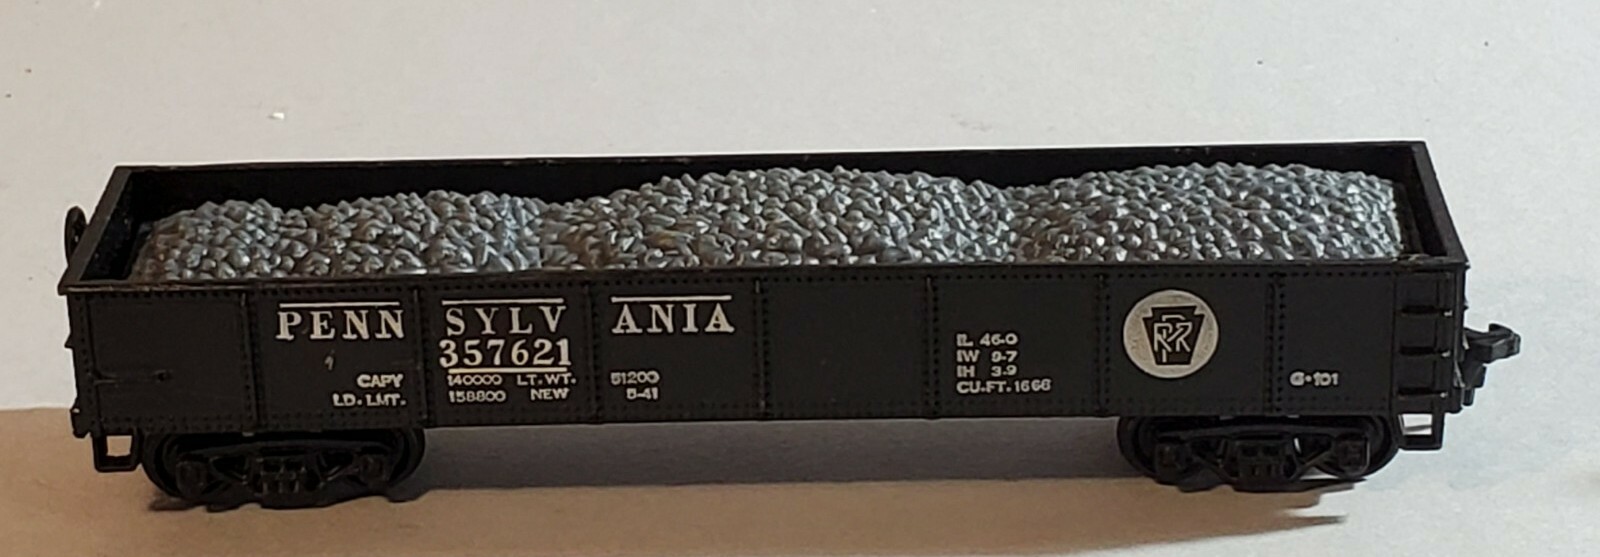 PENN SYLV ANIA
357621
CAPY 140000 LT. WT. 51200
LD. LMT. 158800 NEW 5-41
IL 46-0
IW 9-7
IH 3.9
CU.FT. 1666
PRR
G•101